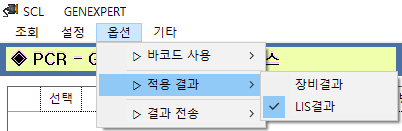 SCL GENEXPERT
조회 설정 옵션 기타
◈ PCR - G
스
▷ 바코드 사용 >
▷ 적용 결과 >
▷ 결과 전송 >
장비결과
✓ LIS결과
선택